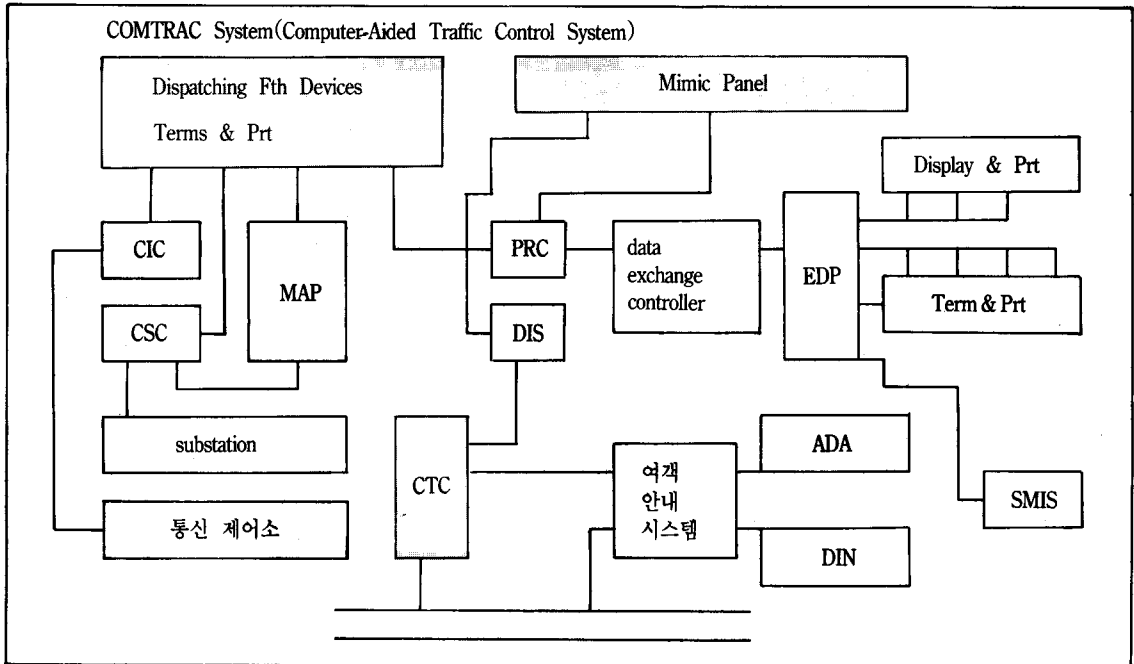 COMTRAC System(Computer-Aided Traffic Control System)
Dispatching Fth Devices
Terms & Prt
Mimic Panel
Display & Prt
CIC
MAP
PRC
data
exchange
controller
EDP
Term & Prt
CSC
DIS
substation
CTC
여객
안내
시스템
ADA
SMIS
통신 제어소
DIN